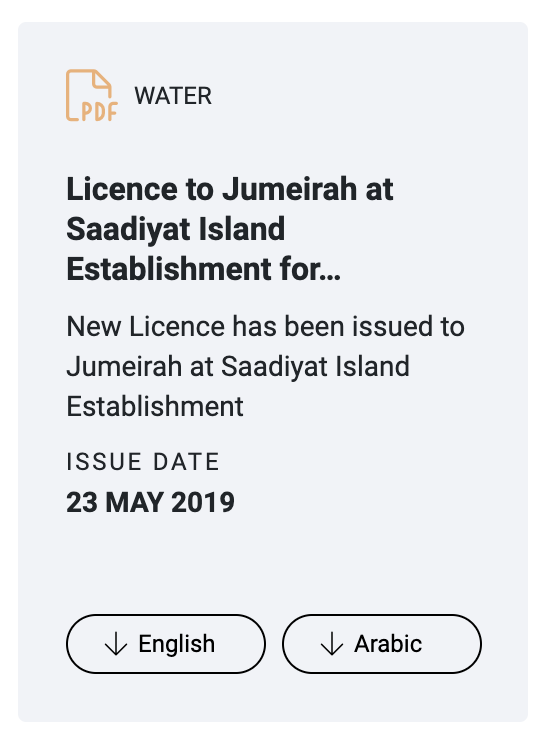 PDF
WATER
Licence to Jumeirah at
Saadiyat Island
Establishment for...
New Licence has been issued to
Jumeirah at Saadiyat Island
Establishment
ISSUE DATE
23 MAY 2019
English
Arabic